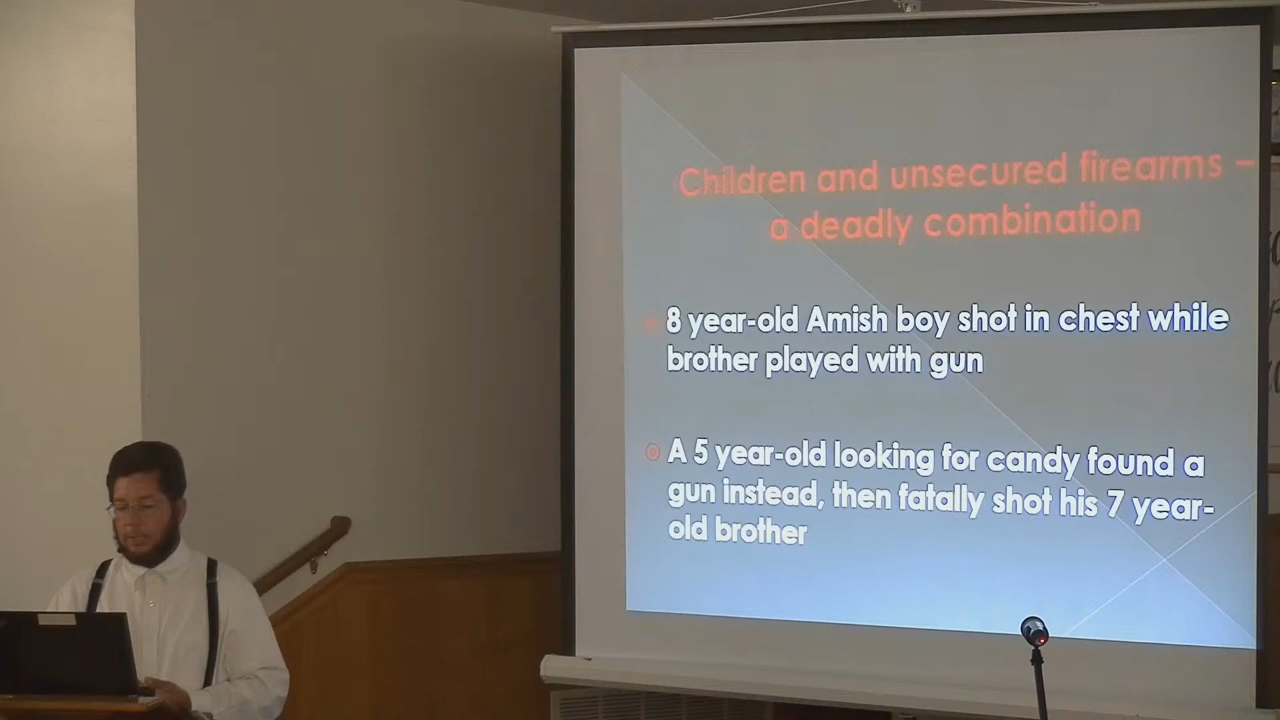 Children and unsecured firearms –
a deadly combination
8 year-old Amish boy shot in chest while
brother played with gun
A 5 year-old looking for candy found a
gun instead, then fatally shot his 7 year-
old brother